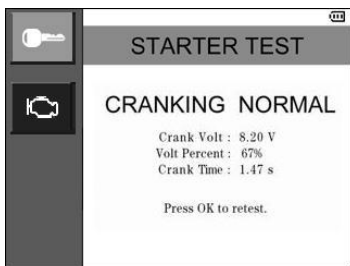 STARTER TEST
CRANKING NORMAL
Crank Volt : 8.20 V
Volt Percent : 67%
Crank Time : 1.47 s
Press OK to retest.